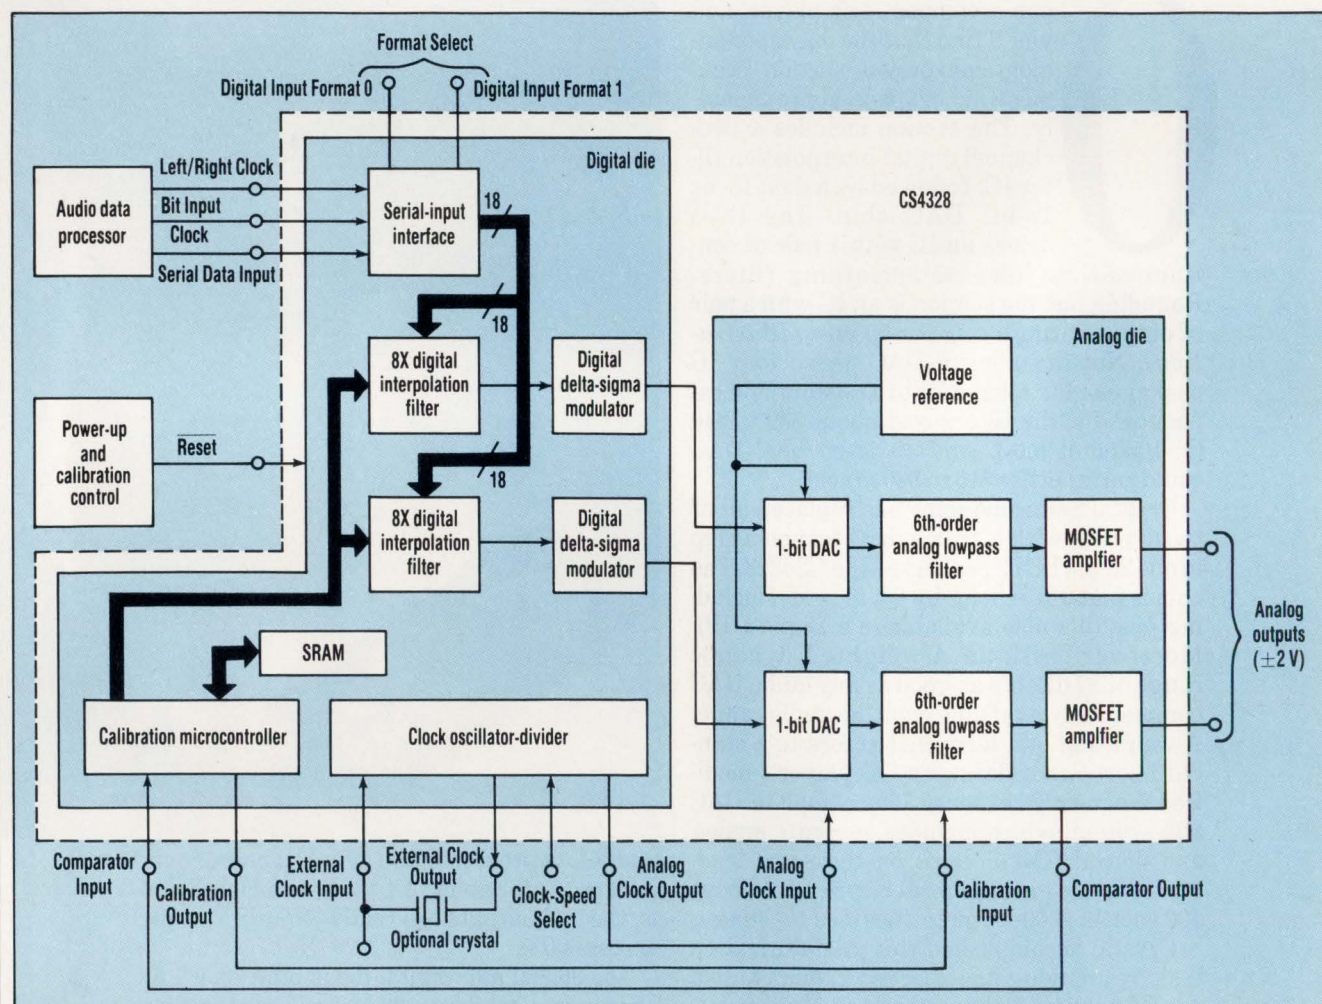 Format Select
Digital Input Format 0
Digital Input Format 1
Digital die
CS4328
Audio data
processor
Left/Right Clock
Bit Input
Clock
Serial Data Input
Serial-input
interface
18
18
18
8X digital
interpolation
filter
Digital
delta-sigma
modulator
Power-up
and
calibration
control
Reset
8X digital
interpolation
filter
Digital
delta-sigma
modulator
SRAM
Calibration microcontroller
Clock oscillator-divider
Analog die
Voltage
reference
1-bit DAC
6th-order
analog lowpass
filter
MOSFET
amplfier
1-bit DAC
6th-order
analog lowpass
filter
MOSFET
amplfier
Analog
outputs
(±2 V)
Comparator
Input
Calibration
Output
External
Clock Input
External Clock
Output
Optional crystal
Clock-Speed
Select
Analog
Clock Output
Analog
Clock Input
Calibration
Input
Comparator Output